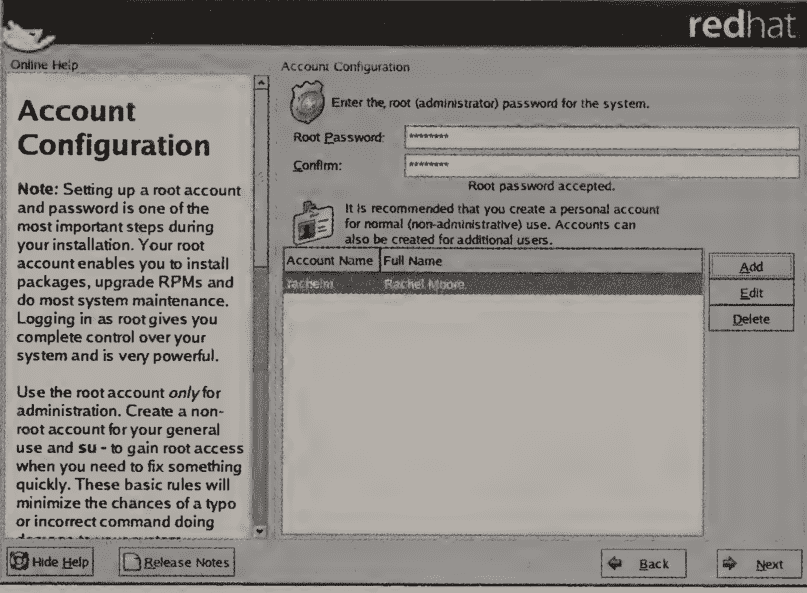 redhat
Online Help
Account
Configuration
Note: Setting up a root account
and password is one of the
most important steps during
your installation. Your root
account enables you to install
packages, upgrade RPMs and
do most system maintenance.
Logging in as root gives you
complete control over your
system and is very powerful.
Use the root account only for
administration. Create a non-
root account for your general
use and su - to gain root access
when you need to fix something
quickly. These basic rules will
minimize the chances of a typo
or incorrect command doing
Account Configuration
Enter the root (administrator) password for the system.
Root Password: ********
Confirm: ********
Root password accepted.
It is recommended that you create a personal account
for normal (non-administrative) use. Accounts can
also be created for additional users.
Account Name Full Name
rachelm Rachel Moore
Add
Edit
Delete
Hide Help
Release Notes
Back
Next